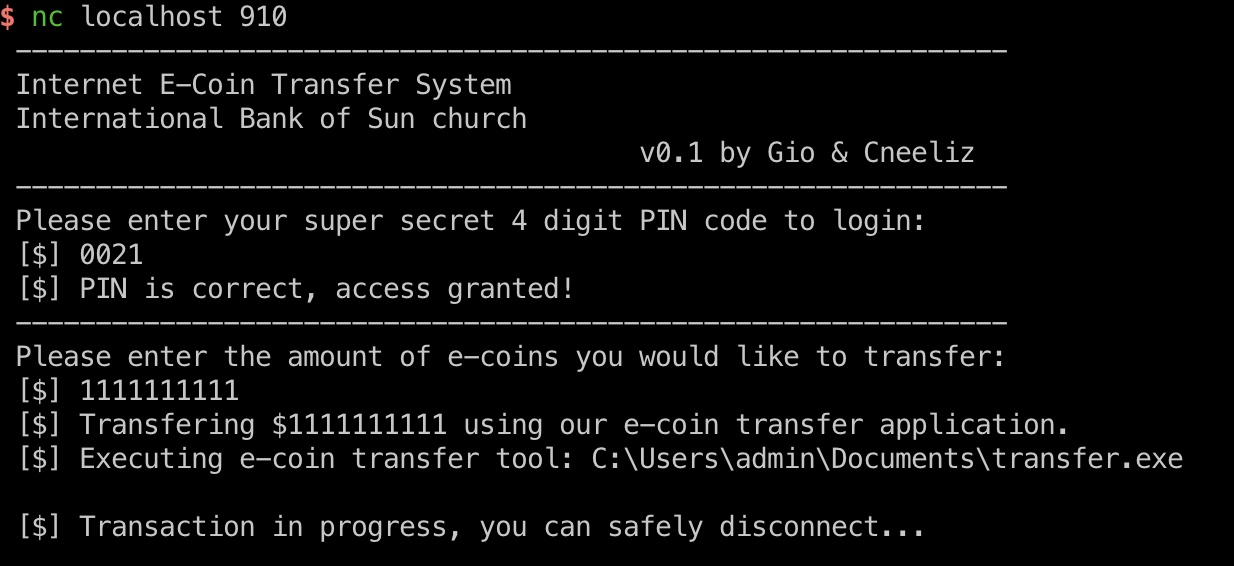 $ nc localhost 910
--------------------------------------------------------------
Internet E-Coin Transfer System
International Bank of Sun church
v0.1 by Gio & Cneeliz
--------------------------------------------------------------
Please enter your super secret 4 digit PIN code to login:
[$] 0021
[$] PIN is correct, access granted!
--------------------------------------------------------------
Please enter the amount of e-coins you would like to transfer:
[$] 1111111111
[$] Transfering $1111111111 using our e-coin transfer application.
[$] Executing e-coin transfer tool: C:\Users\admin\Documents\transfer.exe
[$] Transaction in progress, you can safely disconnect...